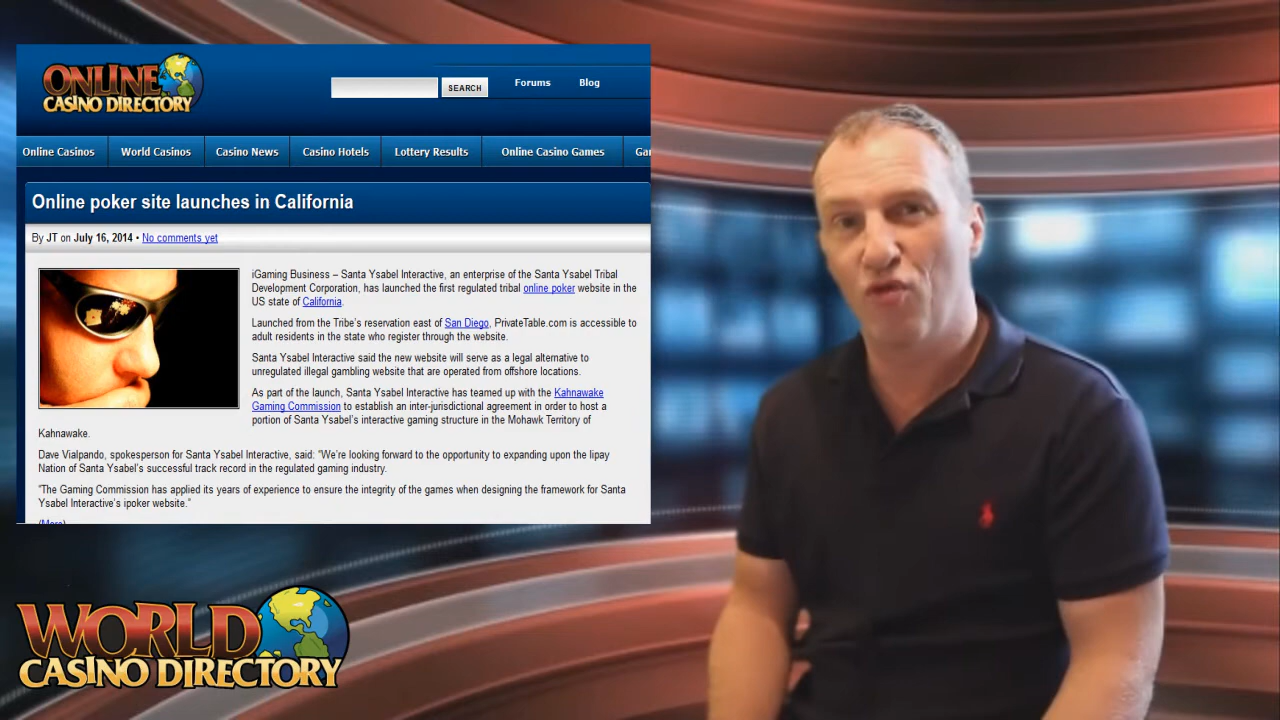 ONLINE
CASINO DIRECTORY
SEARCH
Forums
Blog
Online Casinos
World Casinos
Casino News
Casino Hotels
Lottery Results
Online Casino Games
Online poker site launches in California
By JT on July 16, 2014 • No comments yet
iGaming Business – Santa Ysabel Interactive, an enterprise of the Santa Ysabel Tribal
Development Corporation, has launched the first regulated tribal online poker website in the
US state of California.
Launched from the Tribe's reservation east of San Diego, PrivateTable.com is accessible to
adult residents in the state who register through the website.
Santa Ysabel Interactive said the new website will serve as a legal alternative to
unregulated illegal gambling website that are operated from offshore locations.
As part of the launch, Santa Ysabel Interactive has teamed up with the Kahnawake
Gaming Commission to establish an inter-jurisdictional agreement in order to host a
portion of Santa Ysabel's interactive gaming structure in the Mohawk Territory of
Kahnawake.
Dave Vialpando, spokesperson for Santa Ysabel Interactive, said: "We're looking forward to the opportunity to expanding upon the Iipay
Nation of Santa Ysabel's successful track record in the regulated gaming industry.
"The Gaming Commission has applied its years of experience to ensure the integrity of the games when designing the framework for Santa
Ysabel Interactive's ipoker website."
WORLD
CASINO DIRECTORY